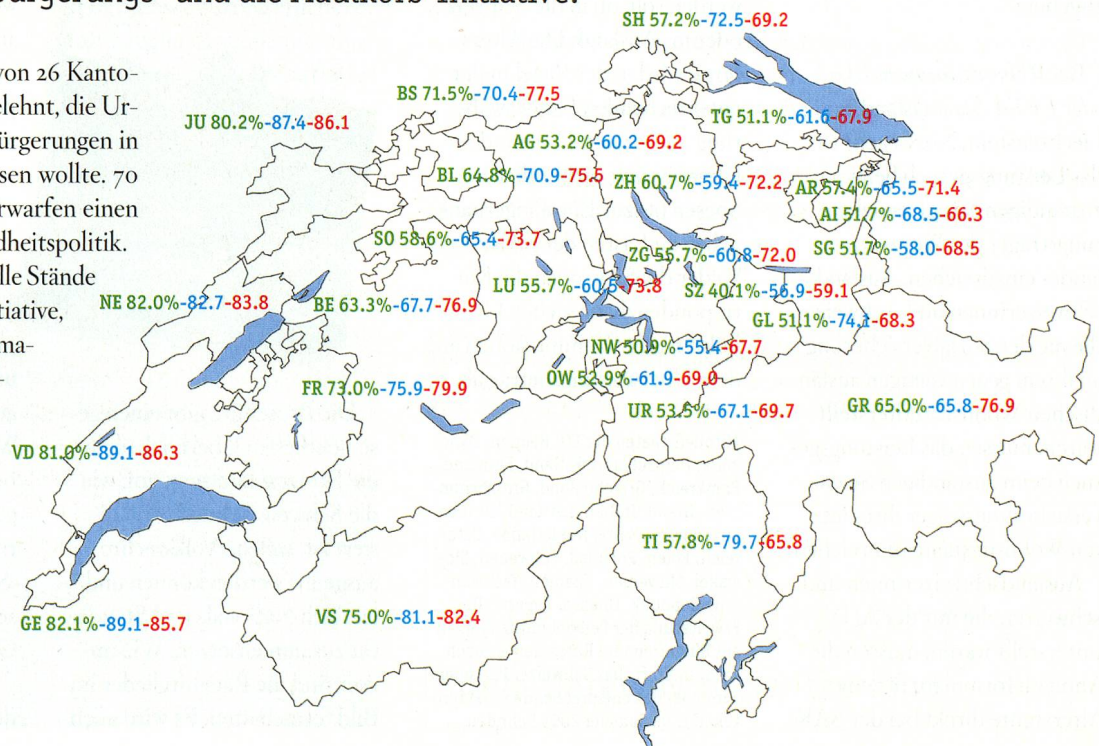 bürgerungs- und die Maulkorb-Initiative.
von 26 Kanto-
elehnt, die Ur-
bürgerungen in
sen wollte. 70
rwarfen einen
dheitspolitik.
lle Stände
tiative,
ma-
SH 57.2%-72.5-69.2
BS 71.5%-70.4-77.5
TG 51.1%-61.6-67.9
JU 80.2%-87.4-86.1
AG 53.2%-60.2-69.2
BL 64.8%-70.9-75.5
ZH 60.7%-59.4-72.2
AR 57.4%-65.5-71.4
AI 51.7%-68.5-66.3
SO 58.6%-65.4-73.7
ZG 55.7%-60.8-72.0
SG 51.7%-58.0-68.5
LU 55.7%-60.5-73.8
SZ 40.1%-56.9-59.1
NE 82.0%-82.7-83.8
BE 63.3%-67.7-76.9
GL 51.1%-74.1-68.3
NW 50.9%-55.4-67.7
OW 52.9%-61.9-69.0
FR 73.0%-75.9-79.9
UR 53.5%-67.1-69.7
GR 65.0%-65.8-76.9
VD 81.0%-89.1-86.3
TI 57.8%-79.7-65.8
GE 82.1%-89.1-85.7
VS 75.0%-81.1-82.4